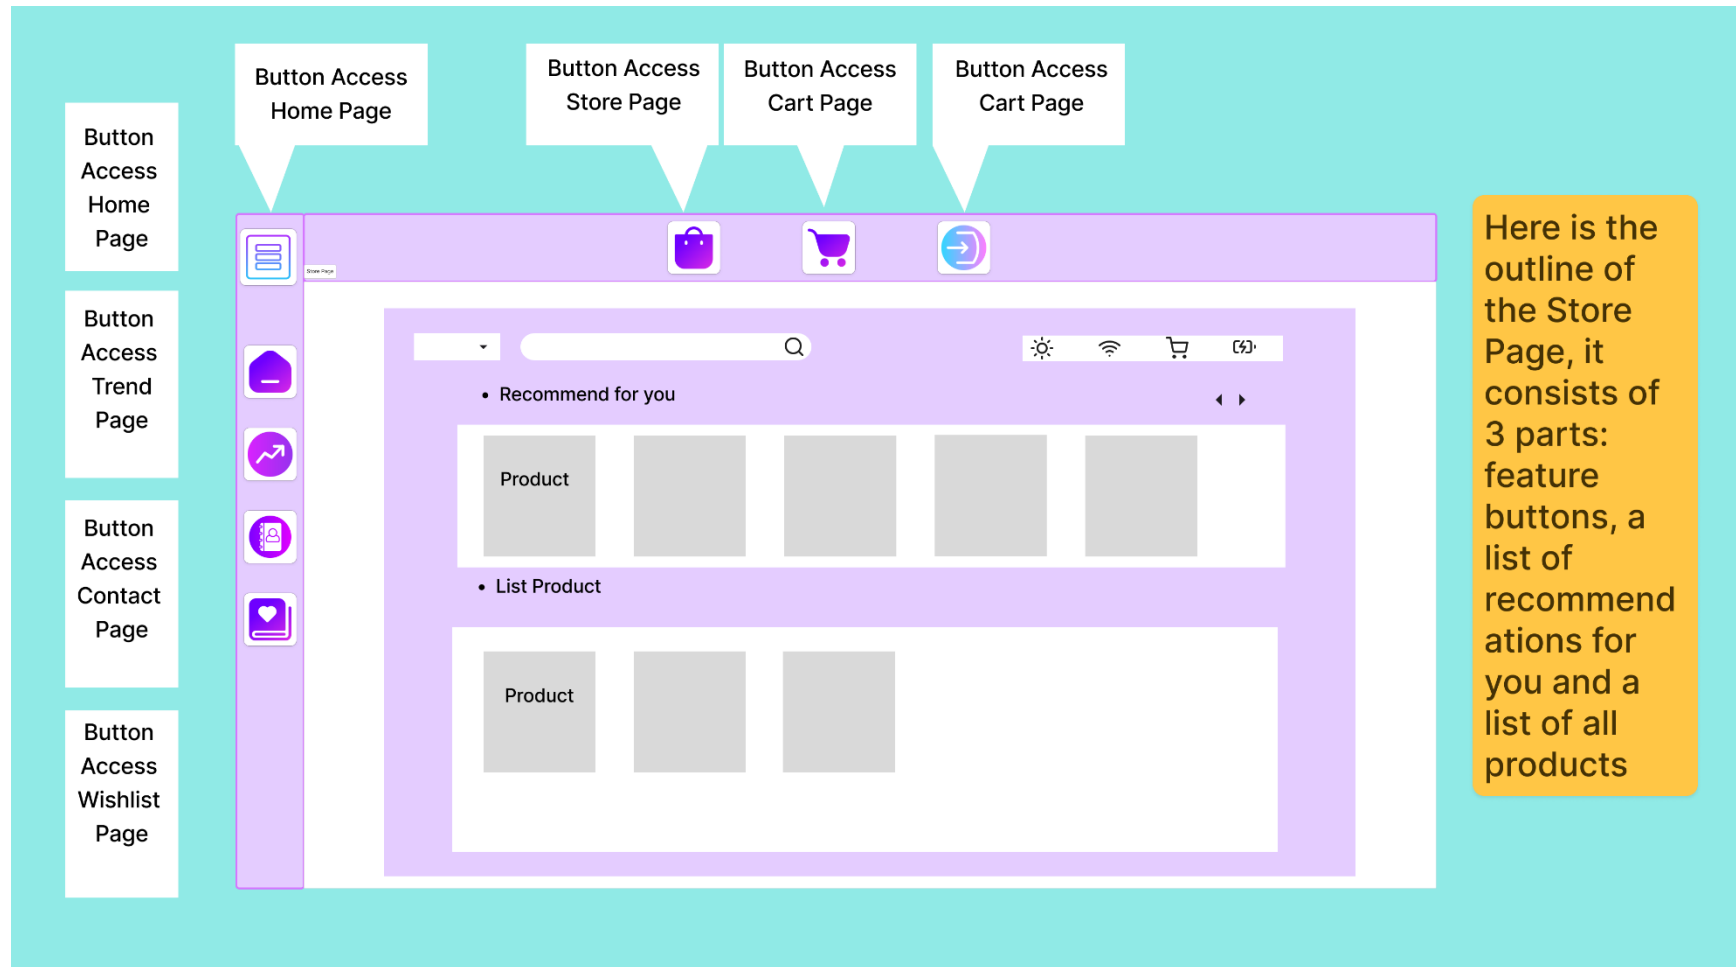 Button Access
Home Page
Button Access
Store Page
Button Access
Cart Page
Button Access
Cart Page
Button
Access
Home
Page
Button
Access
Trend
Page
Button
Access
Contact
Page
Button
Access
Wishlist
Page
Store Page
Recommend for you
Product
List Product
Product
Here is the
outline of
the Store
Page, it
consists of
3 parts:
feature
buttons, a
list of
recommend
ations for
you and a
list of all
products